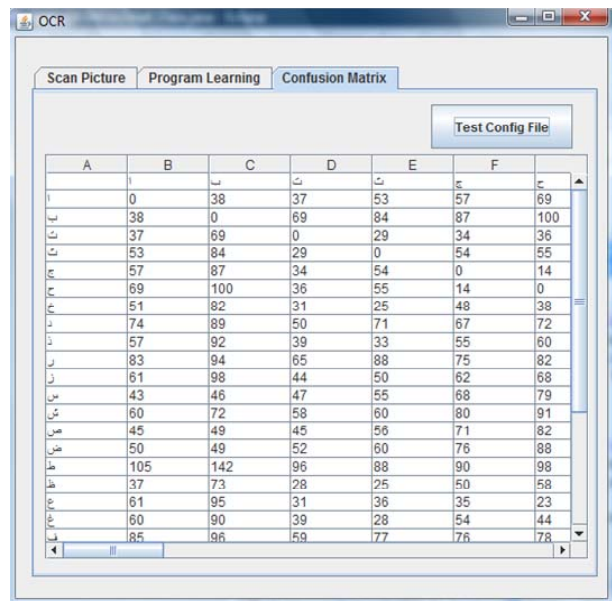 OCR
Scan Picture Program Learning Confusion Matrix
Test Config File
A B C D E F
ا ب ت ث ج ح
ا 0 38 37 53 57 69
ب 38 0 69 84 87 100
ت 37 69 0 29 34 36
ث 53 84 29 0 54 55
ج 57 87 34 54 0 14
ح 69 100 36 55 14 0
خ 51 82 31 25 48 38
د 74 89 50 71 67 72
ذ 57 92 39 33 55 60
ر 83 94 65 88 75 82
ز 61 98 44 50 62 68
س 43 46 47 55 68 79
ش 60 72 58 60 80 91
ص 45 49 45 56 71 82
ض 50 49 52 60 76 88
ط 105 142 96 88 90 98
ظ 37 73 28 25 50 58
ع 61 95 31 36 35 23
غ 60 90 39 28 54 44
ف 85 96 59 77 76 78